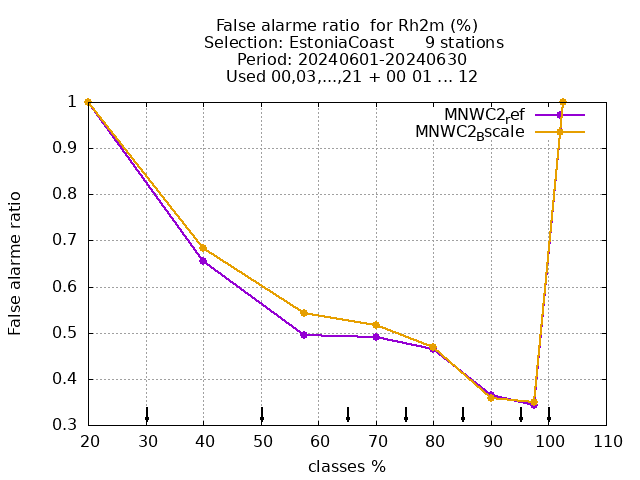 False alarme ratio  for Rh2m (%)
Selection: EstoniaCoast      9 stations
Period: 20240601-20240630
Used 00,03,...,21 + 00 01 ... 12
MNWC2ref
MNWC2Bscale
1
0.9
0.8
0.7
0.6
0.5
0.4
0.3
False alarme ratio
20 30 40 50 60 70 80 90 100 110
classes %